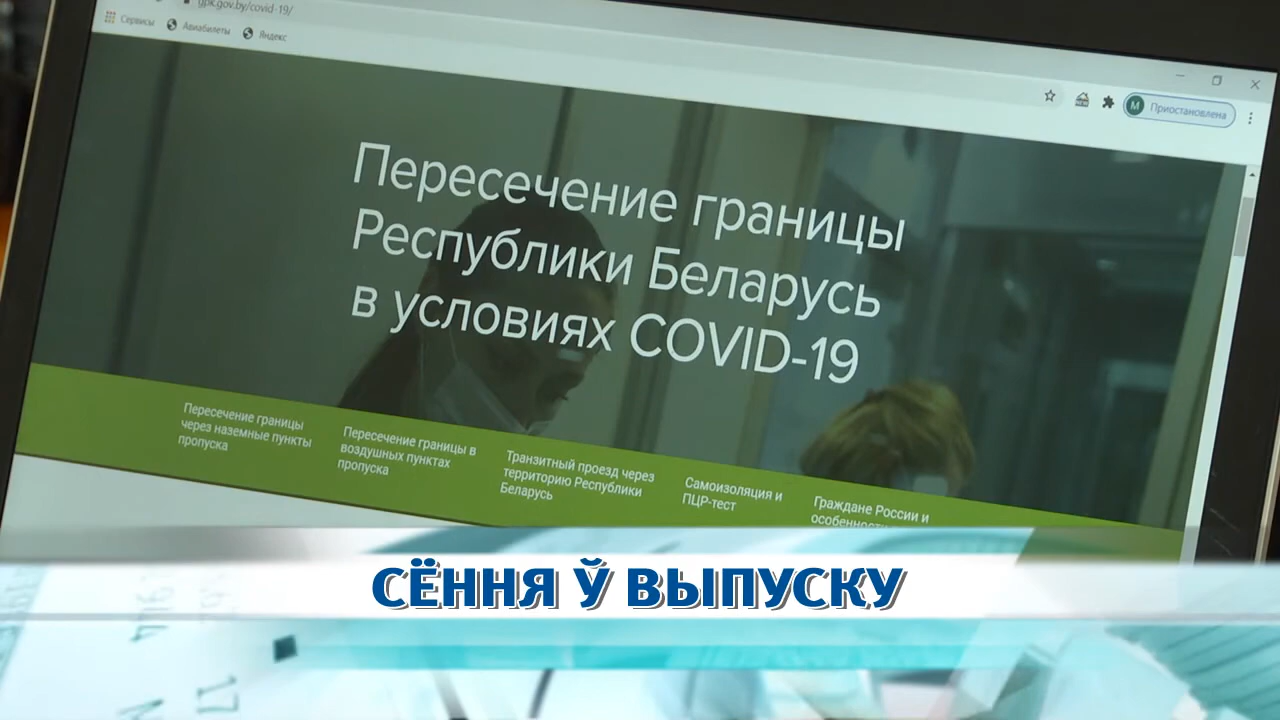 gpk.gov.by/covid-19/
Сервисы Авиабилеты Яндекс
М Приостановлена
Пересечение границы
Республики Беларусь
в условиях COVID-19
Пересечение границы
через наземные пункты
пропуска
Пересечение границы в
воздушных пунктах
пропуска
Транзитный проезд через
территорию Республики
Беларусь
Самоизоляция и
ПЦР-тест
Граждане России и
СЁННЯ Ў ВЫПУСКУ
17